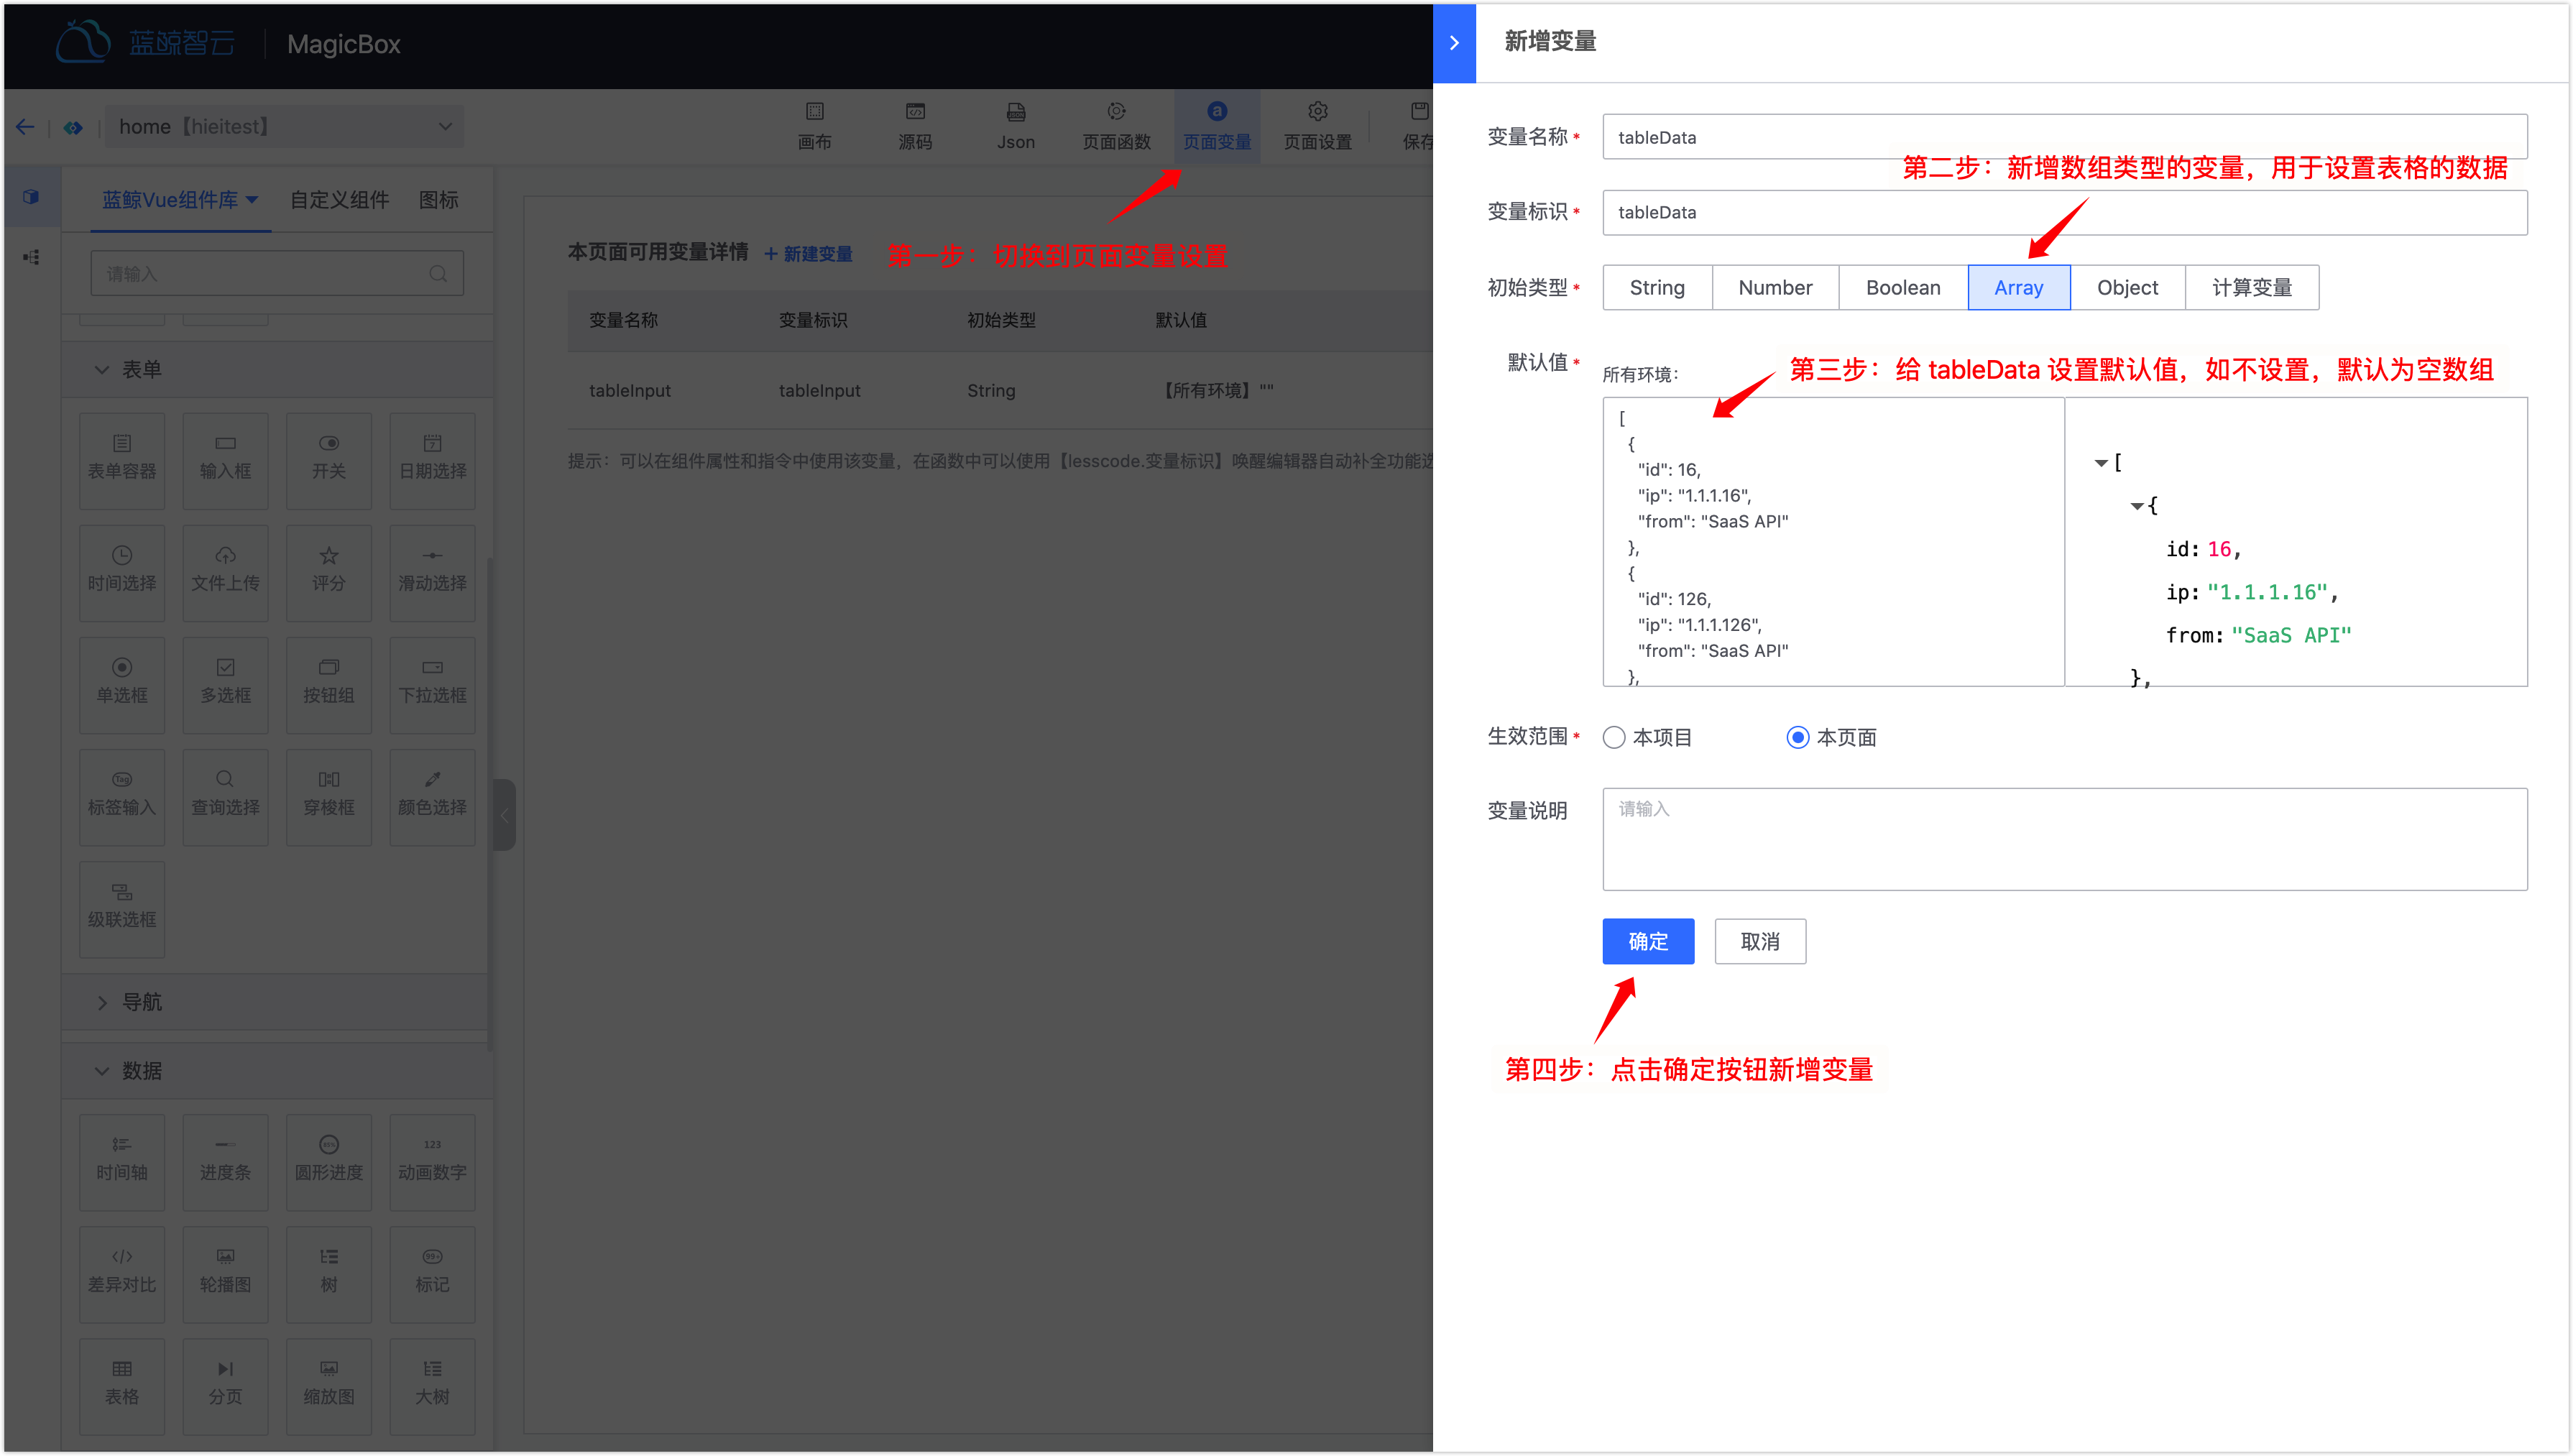 蓝鲸智云 | MagicBox
home【hieitest】
画布
源码
Json
页面函数
页面变量
页面设置
保存
蓝鲸Vue组件库
自定义组件
图标
请输入
表单
表单容器
输入框
开关
日期选择
时间选择
文件上传
评分
滑动选择
单选框
多选框
按钮组
下拉选框
标签输入
查询选择
穿梭框
颜色选择
级联选框
导航
数据
时间轴
进度条
圆形进度
动画数字
差异对比
轮播图
树
标记
表格
分页
缩放图
大树
本页面可用变量详情
+ 新建变量
第一步：切换到页面变量设置
变量名称 变量标识 初始类型 默认值
tableInput tableInput String 【所有环境】""
提示：可以在组件属性和指令中使用该变量，在函数中可以使用【lesscode.变量标识】唤醒编辑器自动补全功能选
新增变量
变量名称 *
tableData
第二步：新增数组类型的变量，用于设置表格的数据
变量标识 *
tableData
初始类型 *
String Number Boolean Array Object 计算变量
默认值 *
所有环境：
第三步：给 tableData 设置默认值，如不设置，默认为空数组
[
{
"id": 16,
"ip": "1.1.1.16",
"from": "SaaS API"
},
{
"id": 126,
"ip": "1.1.1.126",
"from": "SaaS API"
},
[
{
id: 16,
ip: "1.1.1.16",
from: "SaaS API"
},
生效范围 *
本项目
本页面
变量说明
请输入
确定
取消
第四步：点击确定按钮新增变量